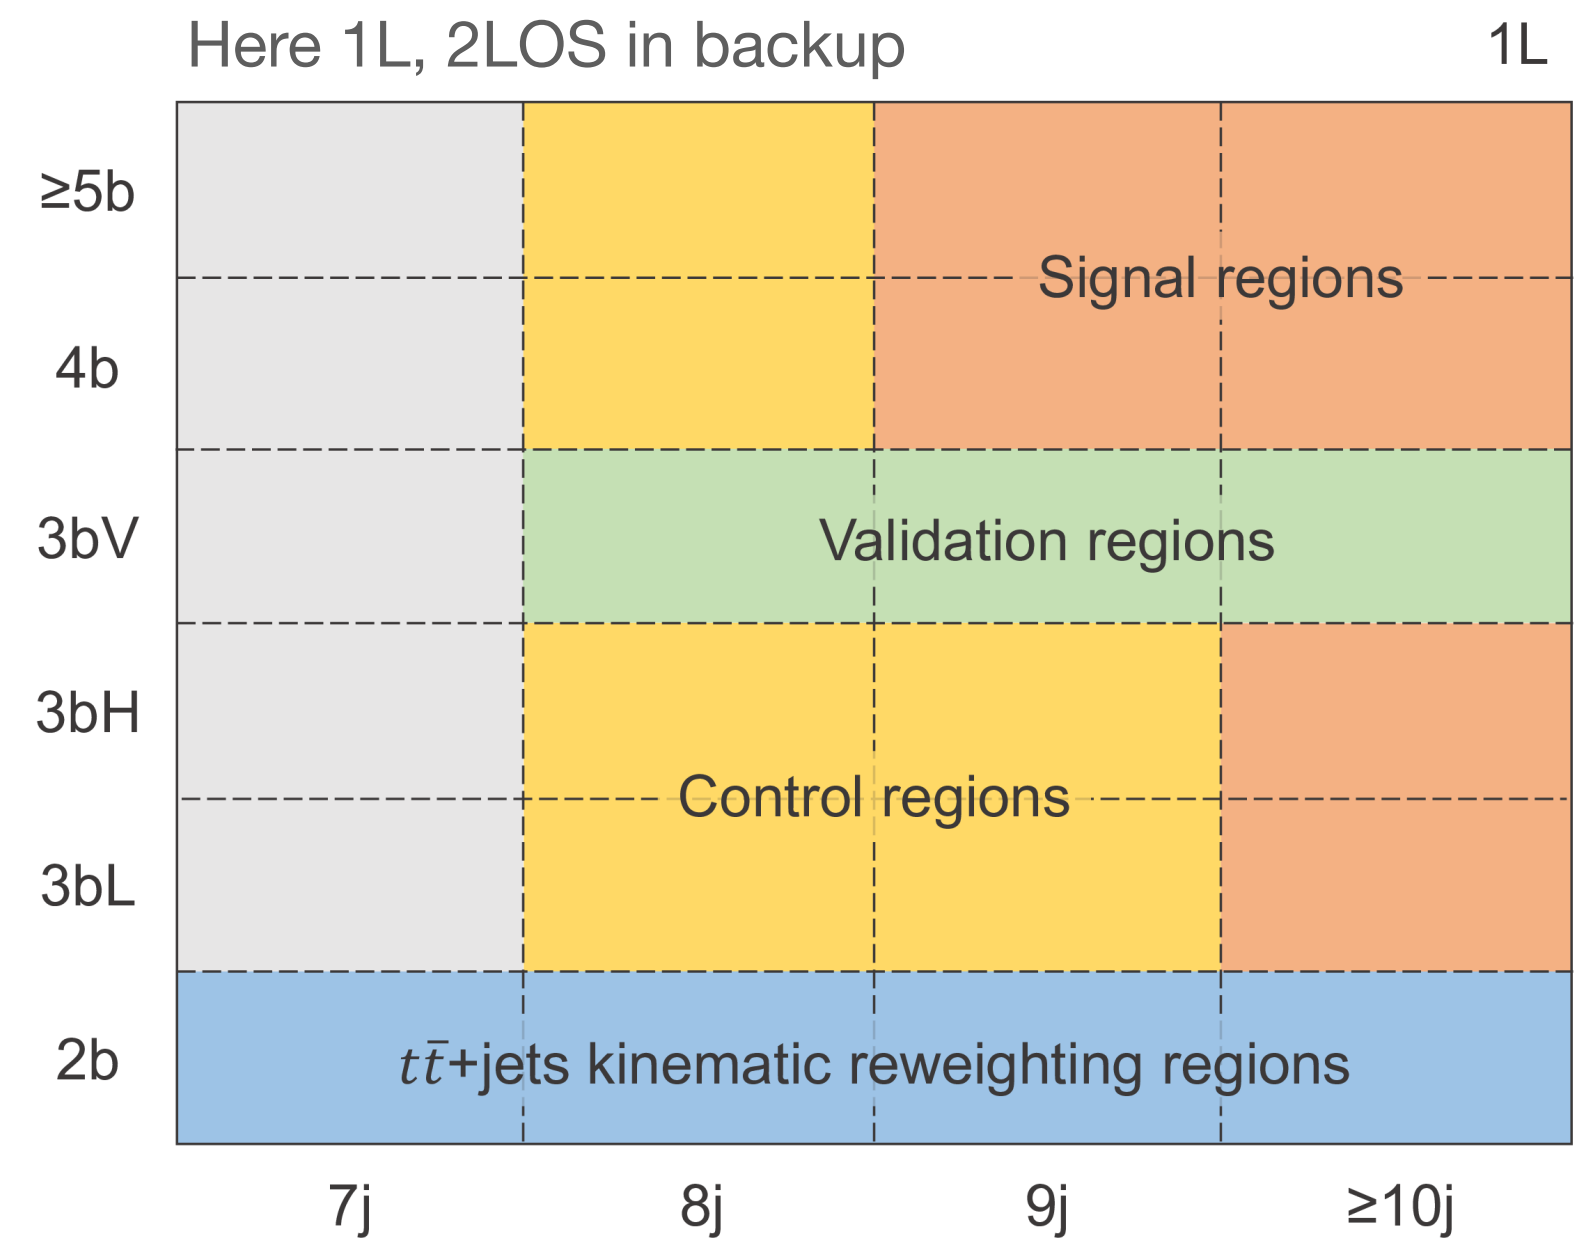 Here 1L, 2LOS in backup
1L
≥5b
Signal regions
4b
3bV
Validation regions
3bH
Control regions
3bL
2b
tt̄+jets kinematic reweighting regions
7j
8j
9j
≥10j